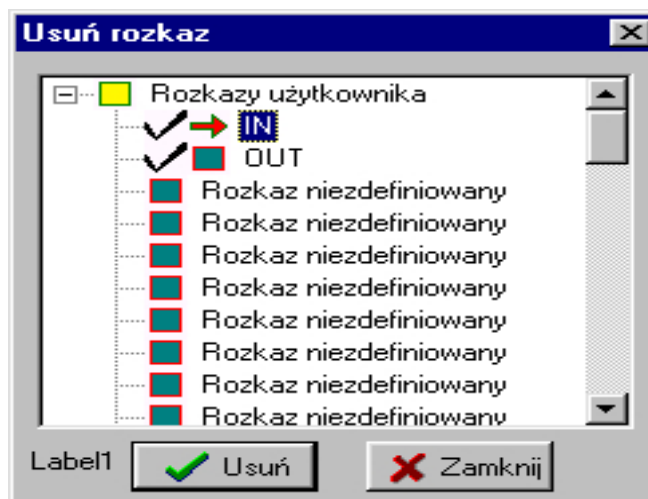 Usuń rozkaz
Rozkazy użytkownika
IN
OUT
Rozkaz niezdefiniowany
Rozkaz niezdefiniowany
Rozkaz niezdefiniowany
Rozkaz niezdefiniowany
Rozkaz niezdefiniowany
Rozkaz niezdefiniowany
Rozkaz niezdefiniowany
Rozkaz niezdefiniowany
Label1 Usuń Zamknij